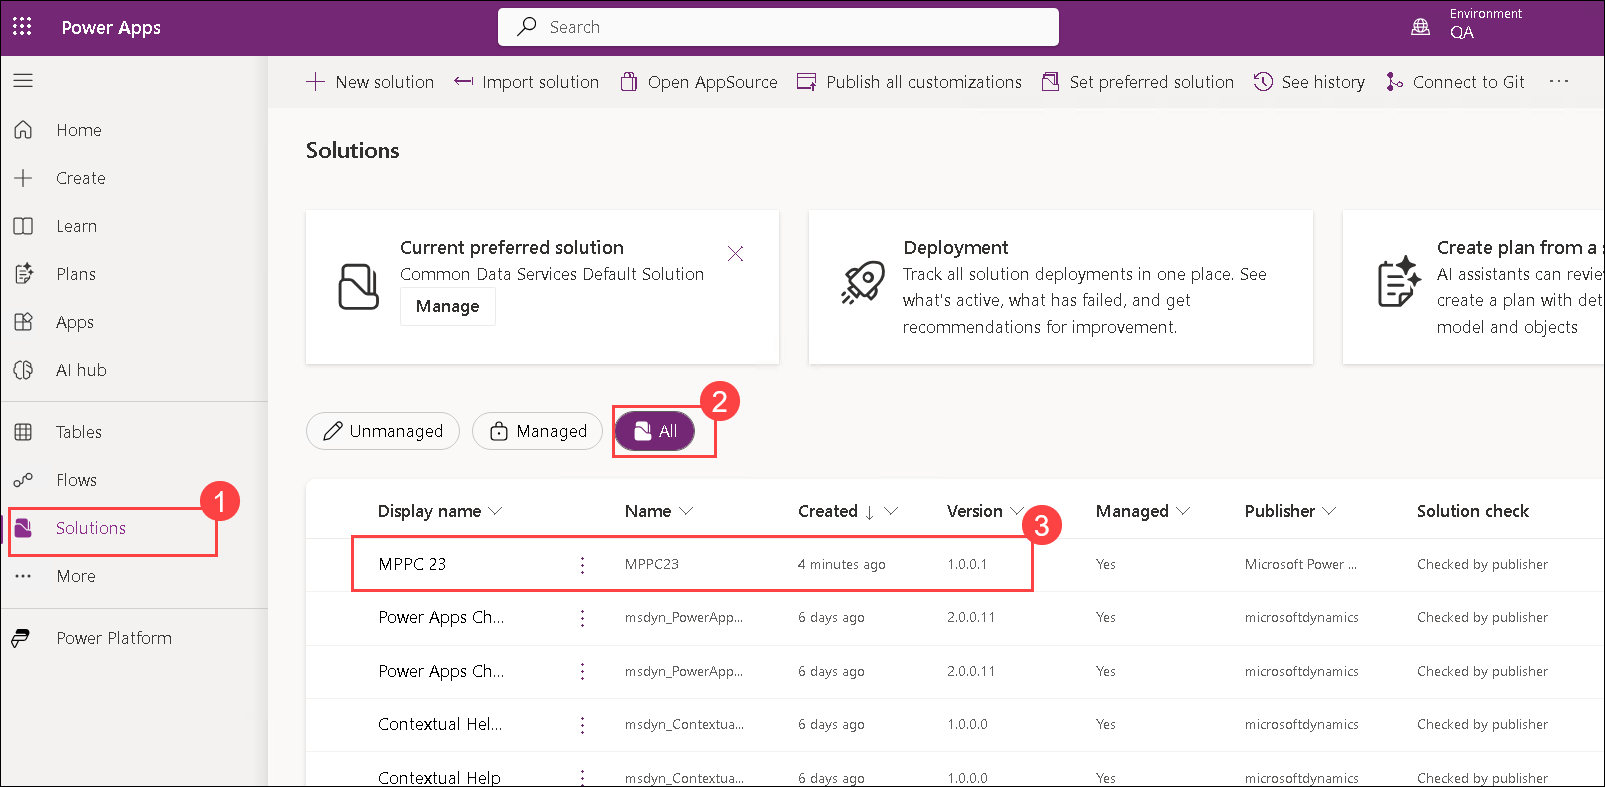 Power Apps
Search
Environment
QA
New solution
Import solution
Open AppSource
Publish all customizations
Set preferred solution
See history
Connect to Git
Home
Create
Learn
Plans
Apps
AI hub
Tables
Flows
1
Solutions
More
Power Platform
Solutions
Current preferred solution
Common Data Services Default Solution
Manage
Deployment
Track all solution deployments in one place. See
what's active, what has failed, and get
recommendations for improvement.
Create plan from a s
AI assistants can revie
create a plan with det
model and objects
Unmanaged
Managed
All
2
Display name Name Created ↓ Version Managed Publisher Solution check
3
MPPC 23 MPPC23 4 minutes ago 1.0.0.1 Yes Microsoft Power ... Checked by publisher
Power Apps Ch... msdyn_PowerApp... 6 days ago 2.0.0.11 Yes microsoftdynamics Checked by publisher
Power Apps Ch... msdyn_PowerApp... 6 days ago 2.0.0.11 Yes microsoftdynamics Checked by publisher
Contextual Hel... msdyn_Contextua... 6 days ago 1.0.0.0 Yes microsoftdynamics Checked by publisher
Contextual Help msdyn_Contextua... 6 days ago 1.0.0.0 Yes microsoftdynamics Checked by publisher